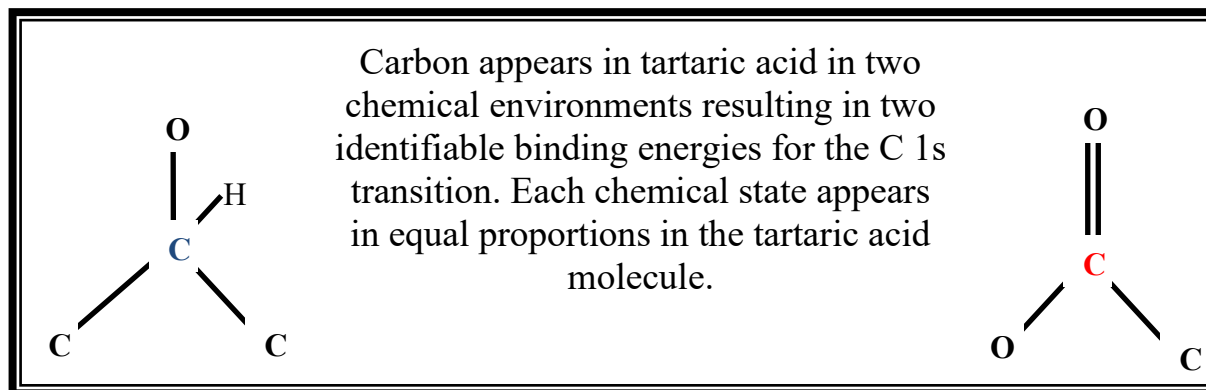 Carbon appears in tartaric acid in two
chemical environments resulting in two
identifiable binding energies for the C 1s
transition. Each chemical state appears
in equal proportions in the tartaric acid
molecule.
O
H
C
C
C
O
C
O
C